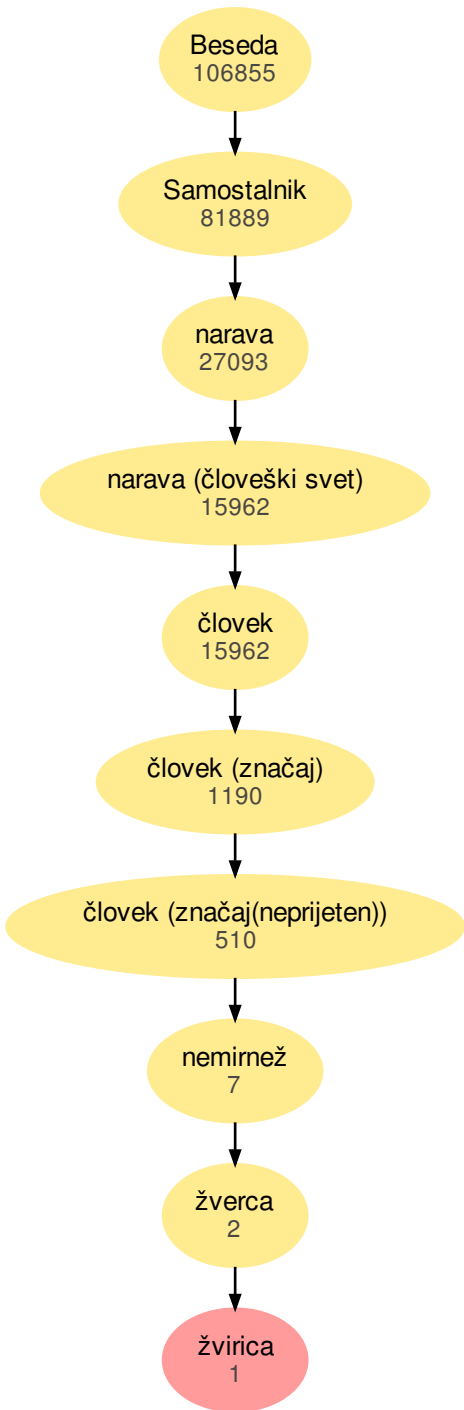 Beseda
106855
Samostalnik
81889
narava
27093
narava (človeški svet)
15962
človek
15962
človek (značaj)
1190
človek (značaj(neprijeten))
510
nemirnež
7
žverca
2
žvirica
1